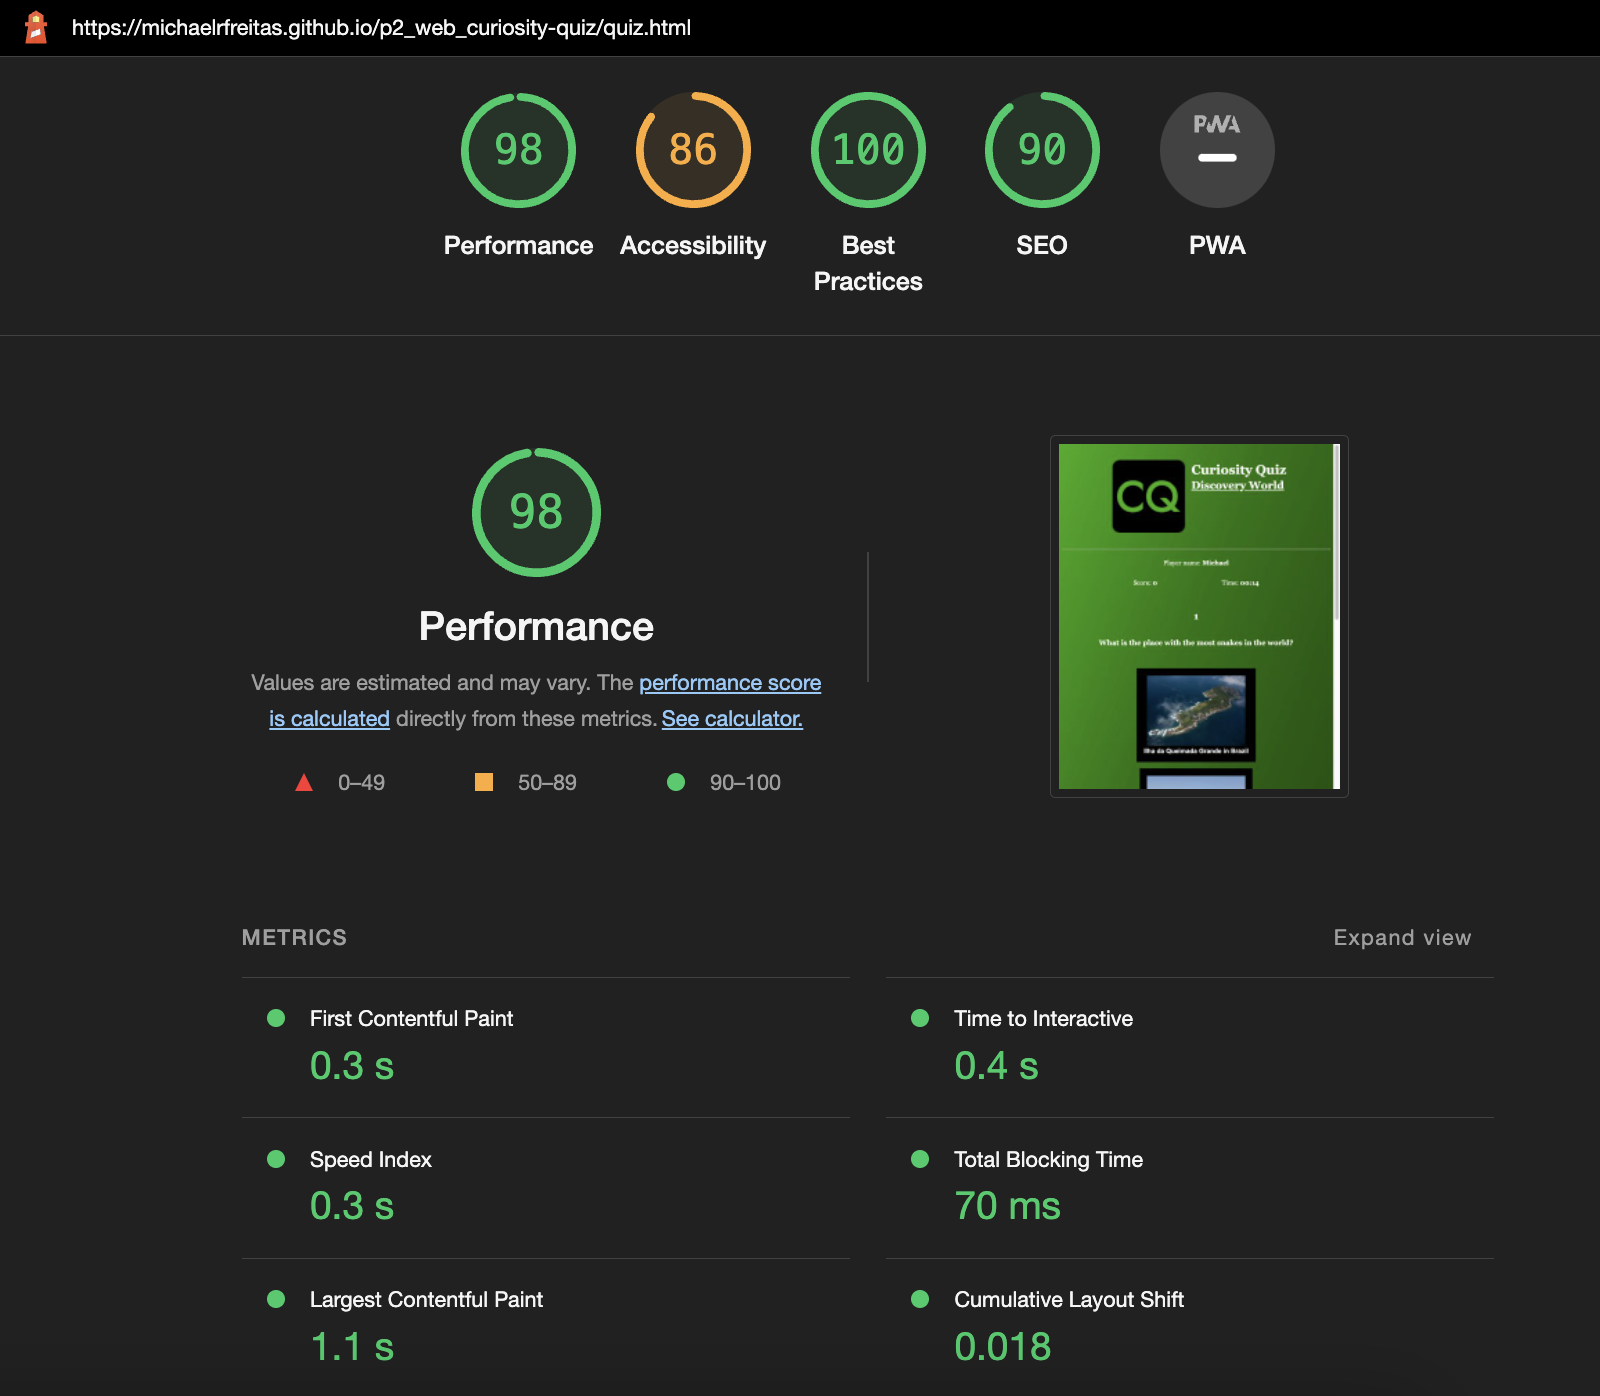 https://michaelrfreitas.github.io/p2_web_curiosity-quiz/quiz.html
98
86
100
90
PWA
Performance
Accessibility
Best
Practices
SEO
PWA
98
Performance
Values are estimated and may vary. The performance score
is calculated directly from these metrics. See calculator.
0–49
50–89
90–100
CQ
Curiosity Quiz
Discovery World
Player name: Michael
Score: 0
Time: 00:14
1
What is the place with the most snakes in the world?
Ilha da Queimada Grande in Brazil
METRICS
Expand view
First Contentful Paint
0.3 s
Time to Interactive
0.4 s
Speed Index
0.3 s
Total Blocking Time
70 ms
Largest Contentful Paint
1.1 s
Cumulative Layout Shift
0.018